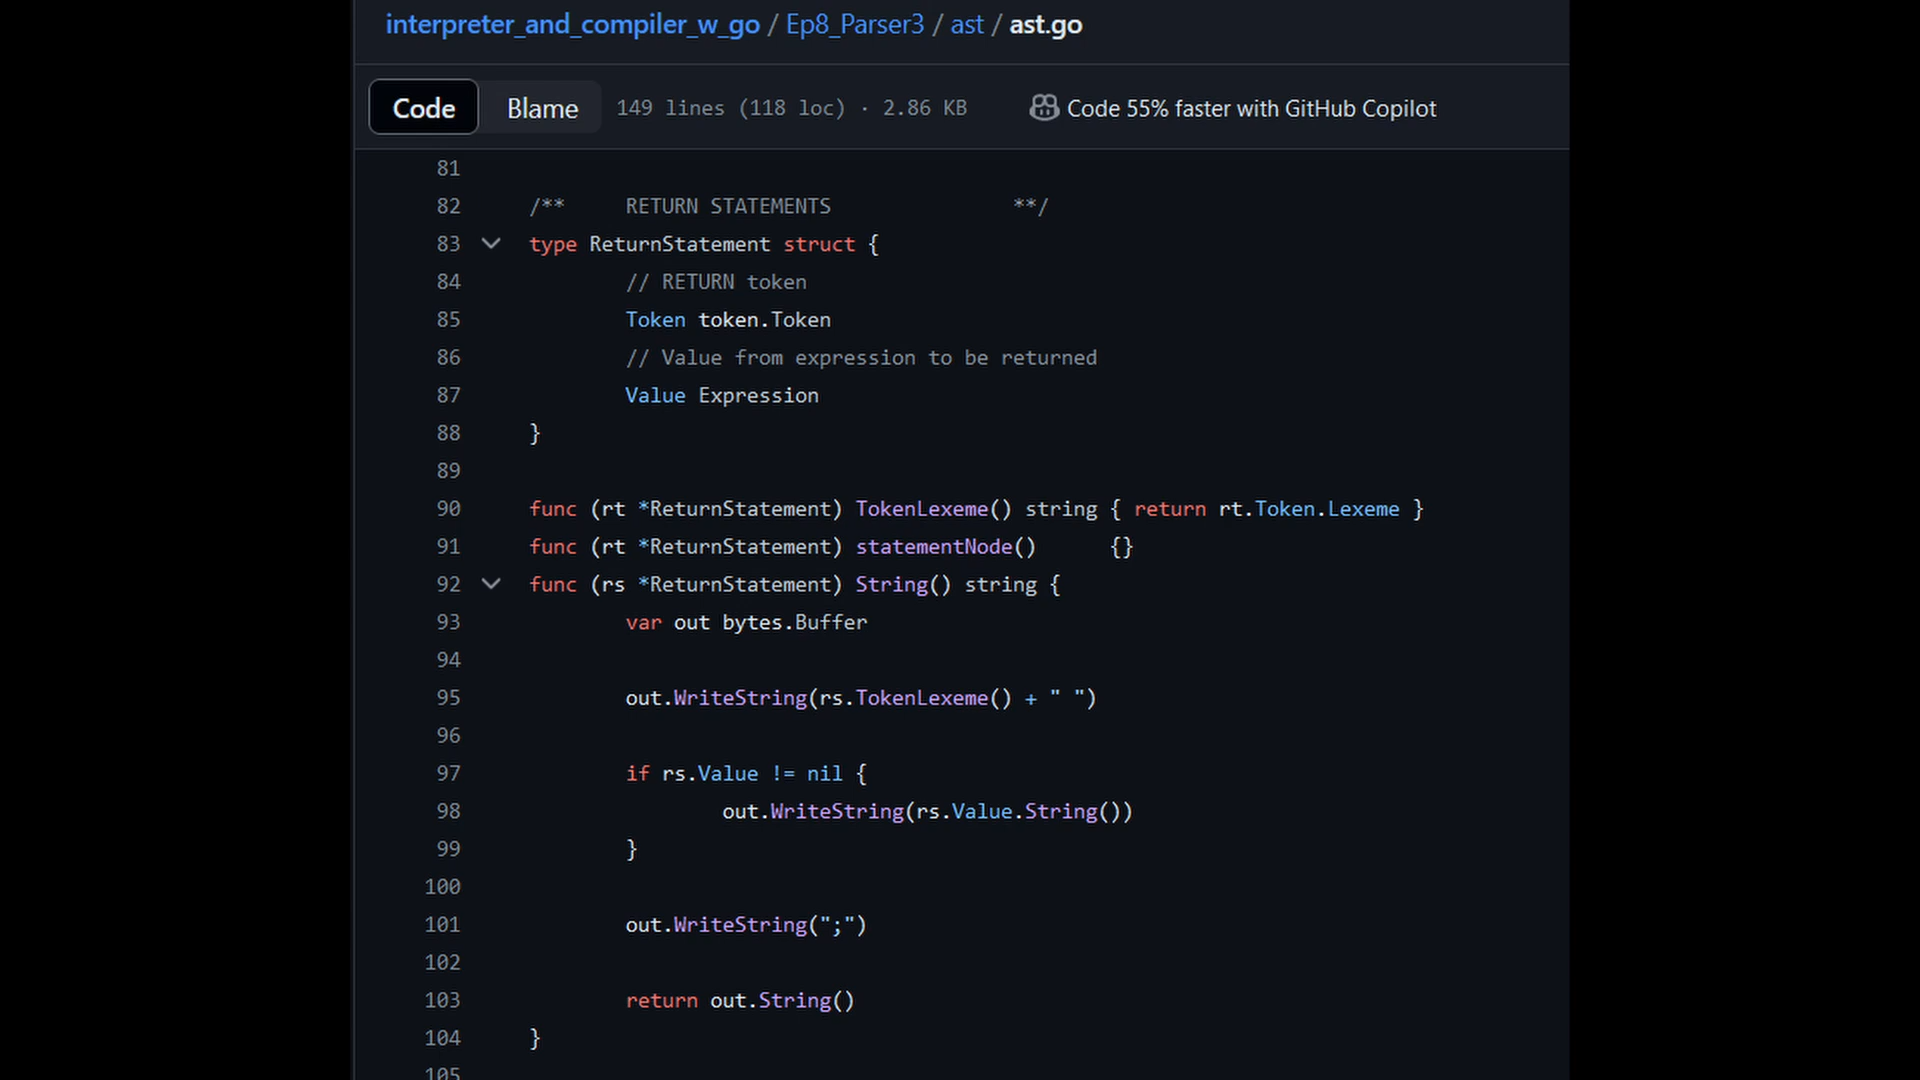 interpreter_and_compiler_w_go / Ep8_Parser3 / ast / ast.go
Code Blame 149 lines (118 loc) · 2.86 KB Code 55% faster with GitHub Copilot
81
82 /** RETURN STATEMENTS **/
83 type ReturnStatement struct {
84 // RETURN token
85 Token token.Token
86 // Value from expression to be returned
87 Value Expression
88 }
89
90 func (rt *ReturnStatement) TokenLexeme() string { return rt.Token.Lexeme }
91 func (rt *ReturnStatement) statementNode() {}
92 func (rs *ReturnStatement) String() string {
93 var out bytes.Buffer
94
95 out.WriteString(rs.TokenLexeme() + " ")
96
97 if rs.Value != nil {
98 out.WriteString(rs.Value.String())
99 }
100
101 out.WriteString(";")
102
103 return out.String()
104 }
105